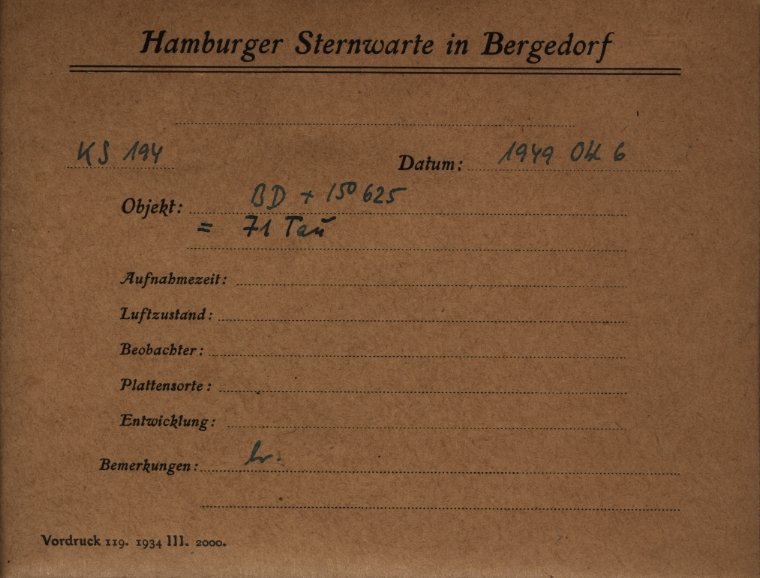 Hamburger Sternwarte in Bergedorf
KS 194 Datum: 1949 Okt 6
Objekt: BD + 15° 625
= 71 Tau
Aufnahmezeit:
Luftzustand:
Beobachter:
Plattensorte:
Entwicklung:
Bemerkungen:
Vordruck 119. 1934 III. 2000.